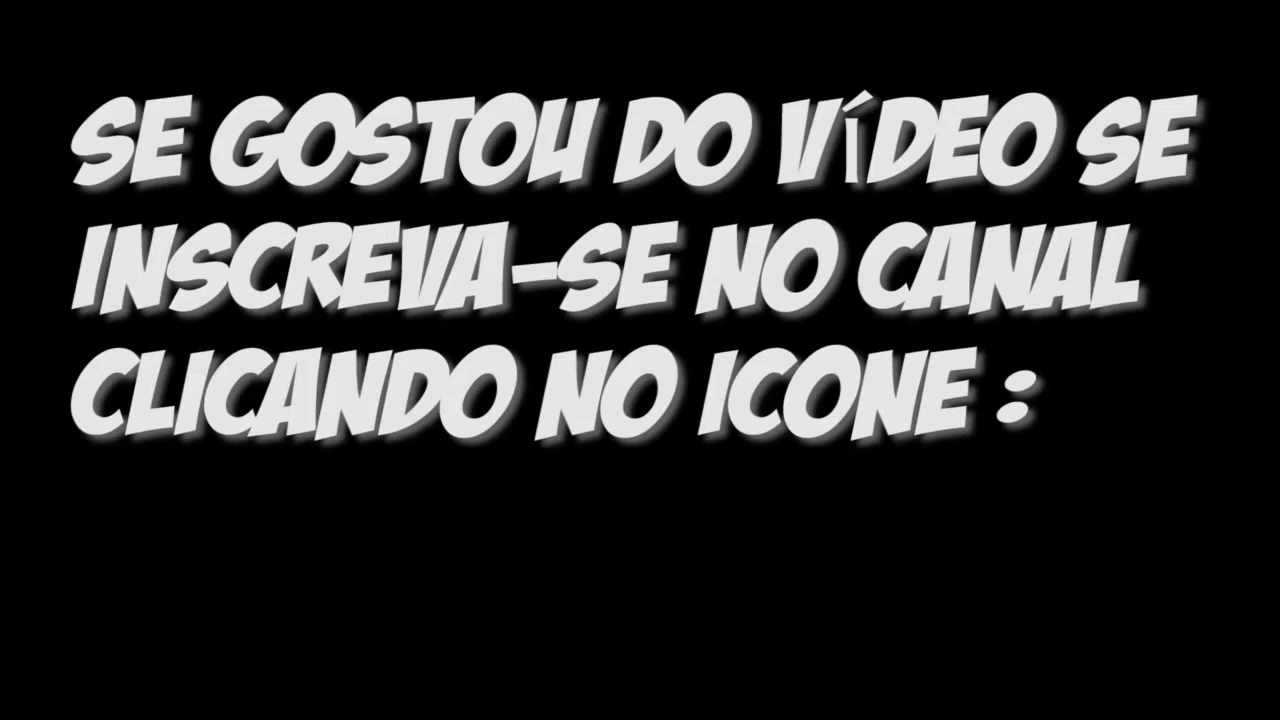 SE GOSTOU DO VÍDEO SE
INSCREVA-SE NO CANAL
CLICANDO NO ICONE :